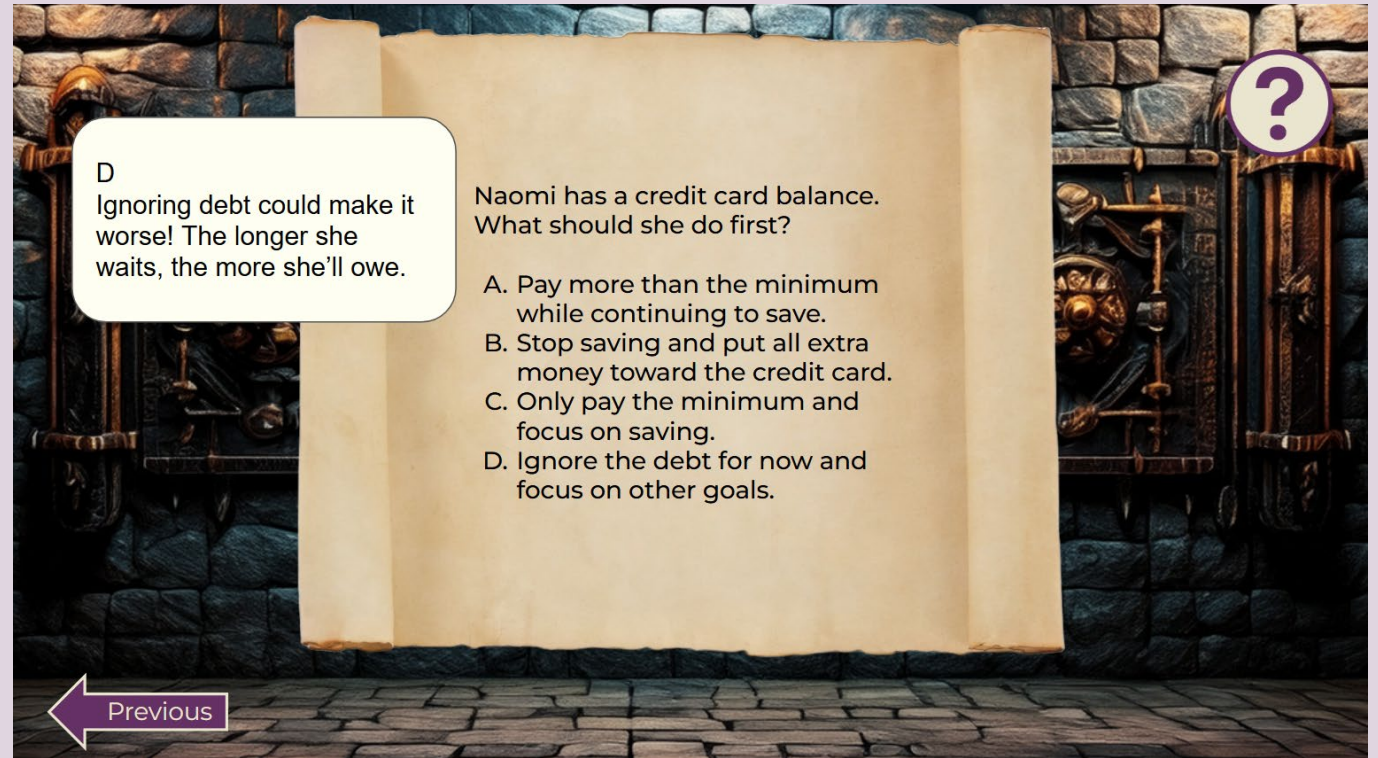 D
Ignoring debt could make it
worse! The longer she
waits, the more she’ll owe.
Naomi has a credit card balance.
What should she do first?
A. Pay more than the minimum
while continuing to save.
B. Stop saving and put all extra
money toward the credit card.
C. Only pay the minimum and
focus on saving.
D. Ignore the debt for now and
focus on other goals.
?
Previous